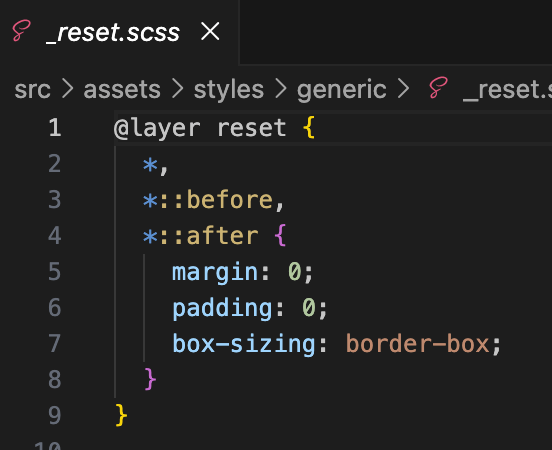 _reset.scss
src > assets > styles > generic > _reset.s
1 @layer reset {
2 *,
3 *::before,
4 *::after {
5 margin: 0;
6 padding: 0;
7 box-sizing: border-box;
8 }
9 }
10